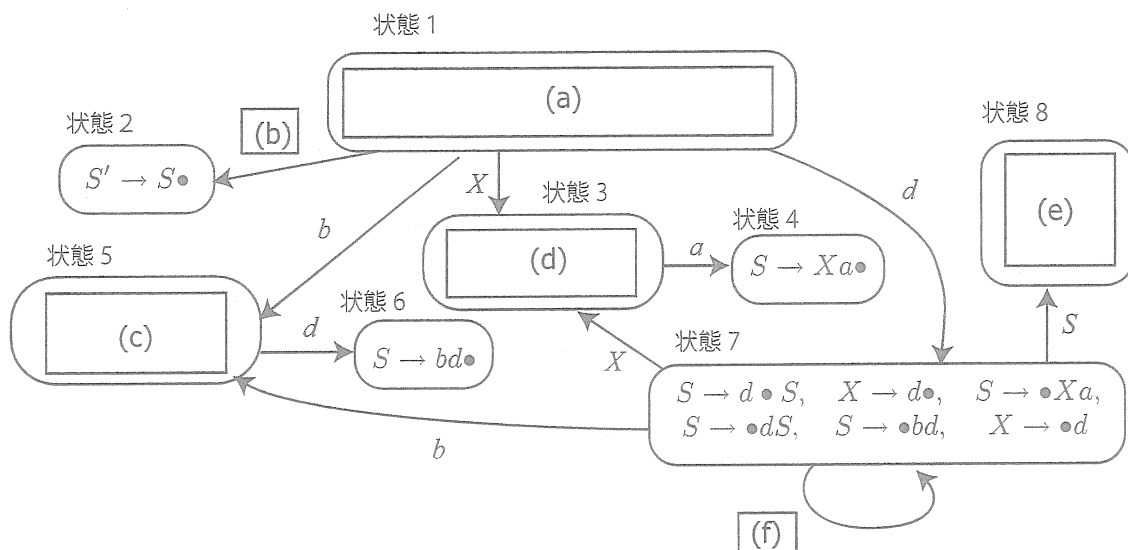 状態 1
(a)
状態 2
(b)
S′ → S●
状態 8
(e)
X
d
b
状態 3
(d)
状態 4
a
S → Xa●
状態 5
(c)
状態 6
d
S → bd●
X
状態 7
S
S → d ● S, X → d●, S → ●Xa,
S → ●dS, S → ●bd, X → ●d
b
(f)